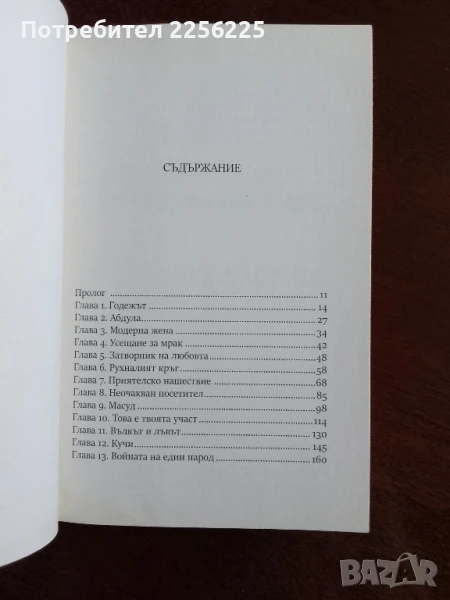 Потребител 2256225
СЪДЪРЖАНИЕ
Пролог ........ 11
Глава 1. Годежът ........ 14
Глава 2. Абдула ........ 27
Глава 3. Модерна жена ........ 34
Глава 4. Усещане за мрак ........ 42
Глава 5. Затворник на любовта ........ 48
Глава 6. Рухналият кръг ........ 58
Глава 7. Приятелско нашествие ........ 68
Глава 8. Неочакван посетител ........ 85
Глава 9. Масуд ........ 98
Глава 10. Това е твоята участ ........ 114
Глава 11. Вълкът и лъвът ........ 130
Глава 12. Кучи ........ 145
Глава 13. Войната на един народ ........ 160
BAZAR